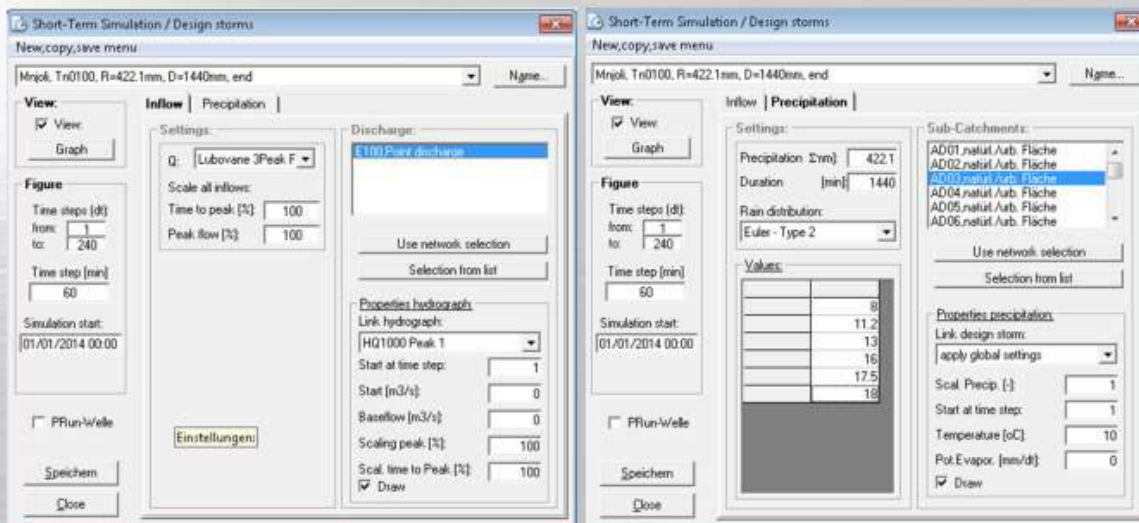 Short-Term Simulation / Design storms
New,copy,save menu
Mnjoli, Tn0100, R=422.1mm, D=1440mm, end
Name...
View:
View:
Graph
Figure
Time steps [dt]:
from: 1
to: 240
Time step [min]
60
Simulation start:
01/01/2014 00:00
PRun-Welle
Speichern
Close
Inflow
Precipitation
Settings:
Q: Lubovane 3Peak F
Scale all inflows:
Time to peak [%]: 100
Peak flow [%]: 100
Einstellungen:
Discharge:
E100,Point discharge
Use network selection
Selection from list
Properties hydrograph:
Link hydrograph:
HQ1000 Peak 1
Start at time step: 1
Start [m3/s]: 0
Baseflow [m3/s]: 0
Scaling peak. [%]: 100
Scal. time to Peak [%]: 100
Draw
Short-Term Simulation / Design storms
New,copy,save menu
Mnjoli, Tn0100, R=422.1mm, D=1440mm, end
Name...
View:
View:
Graph
Figure
Time steps [dt]:
from: 1
to: 240
Time step [min]
60
Simulation start:
01/01/2014 00:00
PRun-Welle
Speichern
Close
Inflow
Precipitation
Settings:
Precipitation Σmm]: 422.1
Duration [min]: 1440
Rain distribution:
Euler - Type 2
Values:
8
11.2
13
16
17.5
18
Sub-Catchments:
AD01,natürl./urb. Fläche
AD02,natürl./urb. Fläche
AD03,natürl./urb. Fläche
AD04,natürl./urb. Fläche
AD05,natürl./urb. Fläche
AD06,natürl./urb. Fläche
Use network selection
Selection from list
Properties precipitation:
Link design storm:
apply global settings
Scal. Precip. [-]: 1
Start at time step: 1
Temperature [oC]: 10
Pot.Evapor. [mm/dt]: 0
Draw